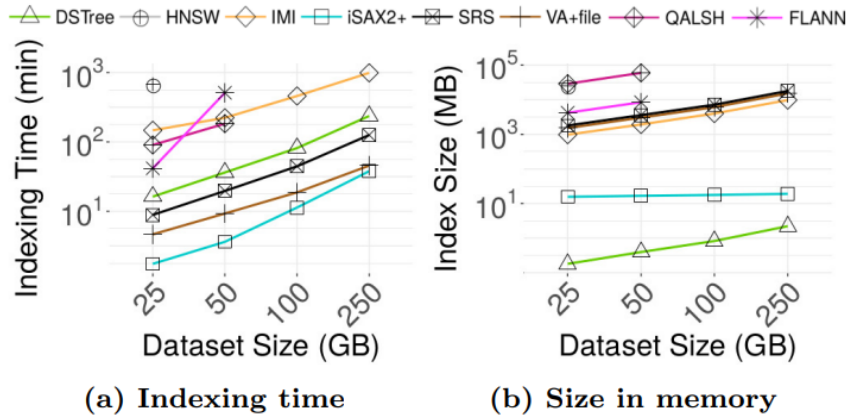 DSTree HNSW IMI iSAX2+ SRS VA+file QALSH FLANN
Indexing Time (min)
10³
10²
10¹
25 50 100 250
Dataset Size (GB)
(a) Indexing time
Index Size (MB)
10⁵
10³
10¹
25 50 100 250
Dataset Size (GB)
(b) Size in memory